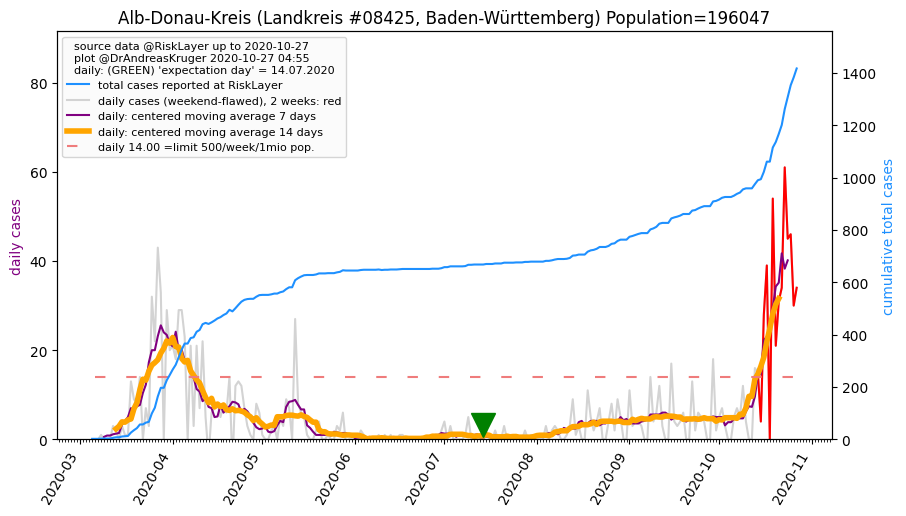 Alb-Donau-Kreis (Landkreis #08425, Baden-Württemberg) Population=196047
source data @RiskLayer up to 2020-10-27
plot @DrAndreasKruger 2020-10-27 04:55
daily: (GREEN) 'expectation day' = 14.07.2020
total cases reported at RiskLayer
daily cases (weekend-flawed), 2 weeks: red
daily: centered moving average 7 days
daily: centered moving average 14 days
daily 14.00 =limit 500/week/1mio pop.
daily cases
80
60
40
20
0
cumulative total cases
1400
1200
1000
800
600
400
200
0
2020-03
2020-04
2020-05
2020-06
2020-07
2020-08
2020-09
2020-10
2020-11